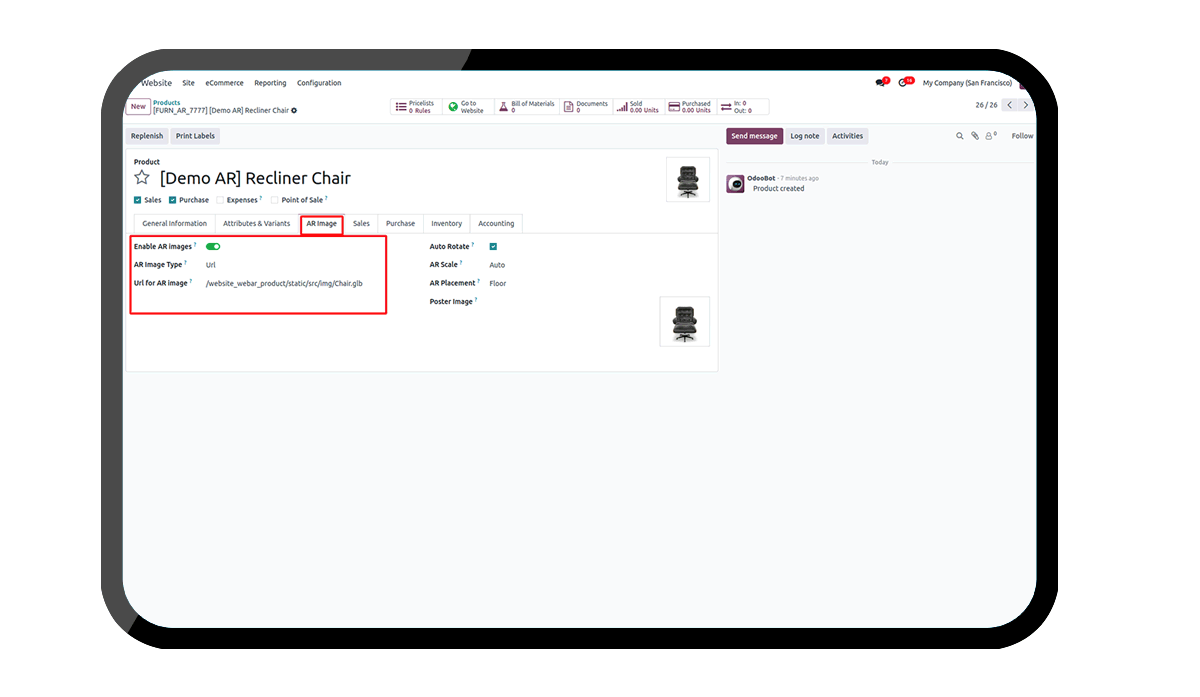 Website Site eCommerce Reporting Configuration 7 14 My Company (San Francisco)
New Products
[FURN_AR_7777] [Demo AR] Recliner Chair
Pricelists
0 Rules
Go to
Website
Bill of Materials
0
Documents
0
Sold
0.00 Units
Purchased
0.00 Units
In: 0
Out: 0
26 / 26
Replenish Print Labels
Send message Log note Activities 0 Follow
Product
[Demo AR] Recliner Chair
Sales Purchase Expenses ? Point of Sale ?
General Information Attributes & Variants AR Image Sales Purchase Inventory Accounting
Enable AR images ?
AR Image Type ? Url
Url for AR image ? /website_webar_product/static/src/img/Chair.glb
Auto Rotate ?
AR Scale ? Auto
AR Placement ? Floor
Poster Image ?
Today
OdooBot - 7 minutes ago
Product created